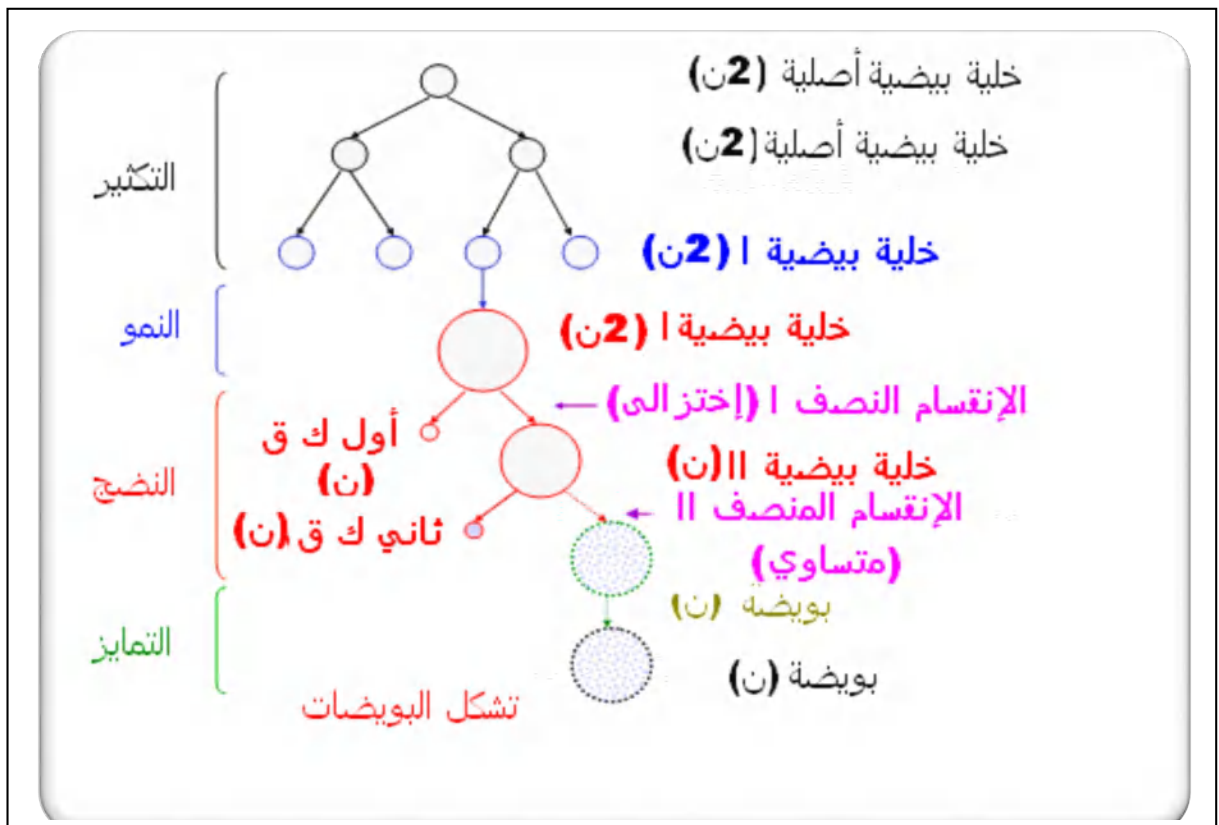 خلية بيضية أصلية (2ن)
خلية بيضية أصلية (2ن)
التكثير
خلية بيضية I (2ن)
النمو
خلية بيضية I (2ن)
الإنقسام النصف I (إختزالى)
أول ك ق
(ن)
خلية بيضية II (ن)
النضج
الإنقسام المنصف II
ثاني ك ق (ن)
(متساوي)
بويضة (ن)
التمايز
بويضة (ن)
تشكل البويضات